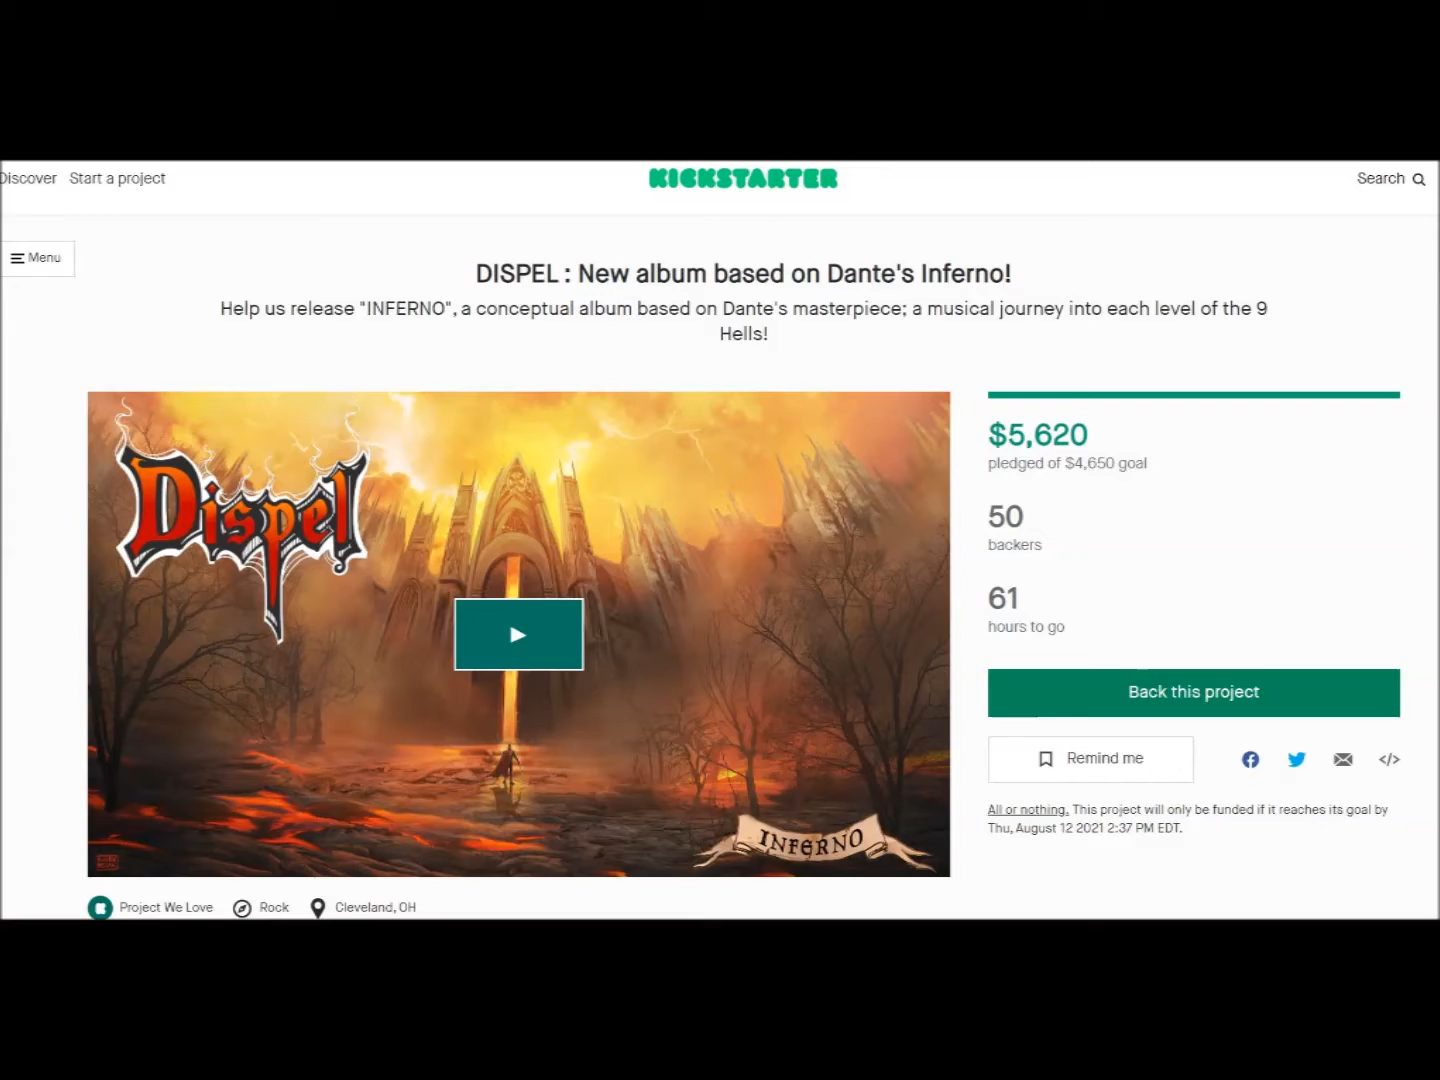 Discover Start a project
KICKSTARTER
Search
Menu
DISPEL : New album based on Dante's Inferno!
Help us release "INFERNO", a conceptual album based on Dante's masterpiece; a musical journey into each level of the 9
Hells!
Dispel
INFERNO
$5,620
pledged of $4,650 goal
50
backers
61
hours to go
Back this project
Remind me
All or nothing. This project will only be funded if it reaches its goal by
Thu, August 12 2021 2:37 PM EDT.
Project We Love Rock Cleveland, OH